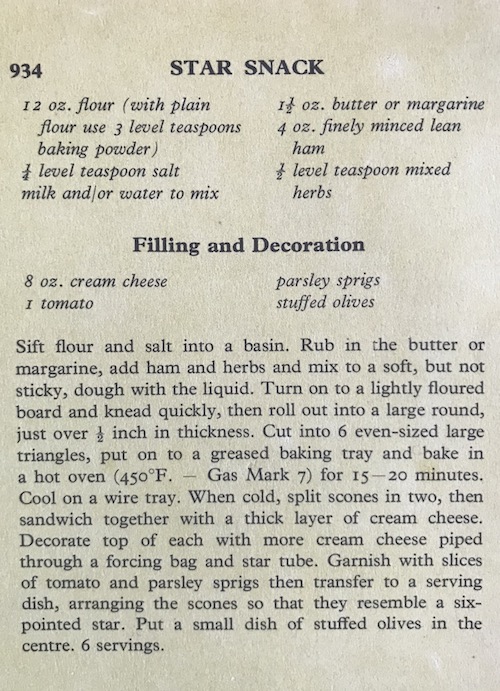 934
STAR SNACK
12 oz. flour (with plain
flour use 3 level teaspoons
baking powder)
¼ level teaspoon salt
milk and/or water to mix
1½ oz. butter or margarine
4 oz. finely minced lean
ham
½ level teaspoon mixed
herbs
Filling and Decoration
8 oz. cream cheese
1 tomato
parsley sprigs
stuffed olives
Sift flour and salt into a basin. Rub in the butter or
margarine, add ham and herbs and mix to a soft, but not
sticky, dough with the liquid. Turn on to a lightly floured
board and knead quickly, then roll out into a large round,
just over ½ inch in thickness. Cut into 6 even-sized large
triangles, put on to a greased baking tray and bake in
a hot oven (450°F. — Gas Mark 7) for 15—20 minutes.
Cool on a wire tray. When cold, split scones in two, then
sandwich together with a thick layer of cream cheese.
Decorate top of each with more cream cheese piped
through a forcing bag and star tube. Garnish with slices
of tomato and parsley sprigs then transfer to a serving
dish, arranging the scones so that they resemble a six-
pointed star. Put a small dish of stuffed olives in the
centre. 6 servings.